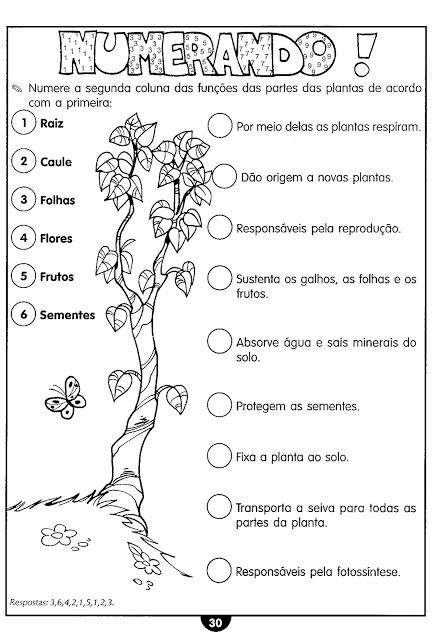 NUMERANDO!
✎ Numere a segunda coluna das funções das partes das plantas de acordo
com a primeira:
1 Raiz
2 Caule
3 Folhas
4 Flores
5 Frutos
6 Sementes
Por meio delas as plantas respiram.
Dão origem a novas plantas.
Responsáveis pela reprodução.
Sustenta os galhos, as folhas e os
frutos.
Absorve água e sais minerais do
solo.
Protegem as sementes.
Fixa a planta ao solo.
Transporta a seiva para todas as
partes da planta.
Responsáveis pela fotossíntese.
Respostas: 3,6,4,2,1,5,1,2,3.
30